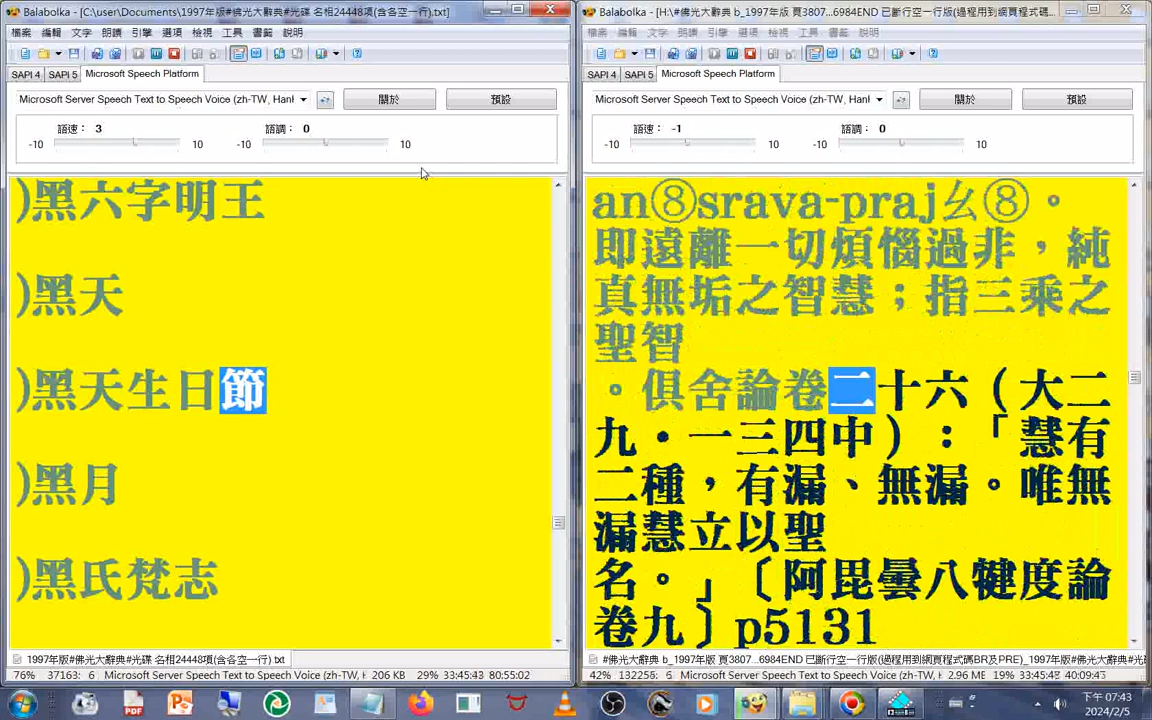 Balabolka - [C:\user\Documents\1997年版#佛光大辭典#光碟 名相24448項(含各空一行).txt]
檔案 編輯 文字 朗讀 引擎 選項 檢視 工具 書籤 說明
SAPI 4 SAPI 5 Microsoft Speech Platform
Microsoft Server Speech Text to Speech Voice (zh-TW, HanH
關於 預設
語速： 3 語調： 0
-10 10 -10 10
)黑六字明王
)黑天
)黑天生日節
)黑月
)黑氏梵志
1997年版#佛光大辭典#光碟 名相24448項(含各空一行).txt
76% 37163: 6 Microsoft Speech Platform Microsoft Server Speech Text to Speech Voice (zh-TW, 206 KB 29% 33:45:43 80:55:02
Balabolka - [H:\#佛光大辭典 b_1997年版 頁3807...6984END 已斷行空一行版(過程用到網頁程式碼...
檔案 編輯 文字 朗讀 引擎 選項 檢視 工具 書籤 說明
SAPI 4 SAPI 5 Microsoft Speech Platform
Microsoft Server Speech Text to Speech Voice (zh-TW, HanH
關於 預設
語速： -1 語調： 0
-10 10 -10 10
an⑧srava-praj幺⑧。
即遠離一切煩惱過非，純
真無垢之智慧；指三乘之
聖智
。俱舍論卷二十六（大二
九．一三四中）：「慧有
二種，有漏、無漏。唯無
漏慧立以聖
名。」〔阿毘曇八犍度論
卷九〕p5131
#佛光大辭典 b_1997年版 頁3807...6984END 已斷行空一行版(過程用到網頁程式碼BR及PRE)_1997年版#光
42% 132256: 6 Microsoft Speech Platform Microsoft Server Speech Text to Speech Voice (zh-TW, 2.96 ME 19% 33:45:48 40:09:43
下午 07:43
2024/2/5